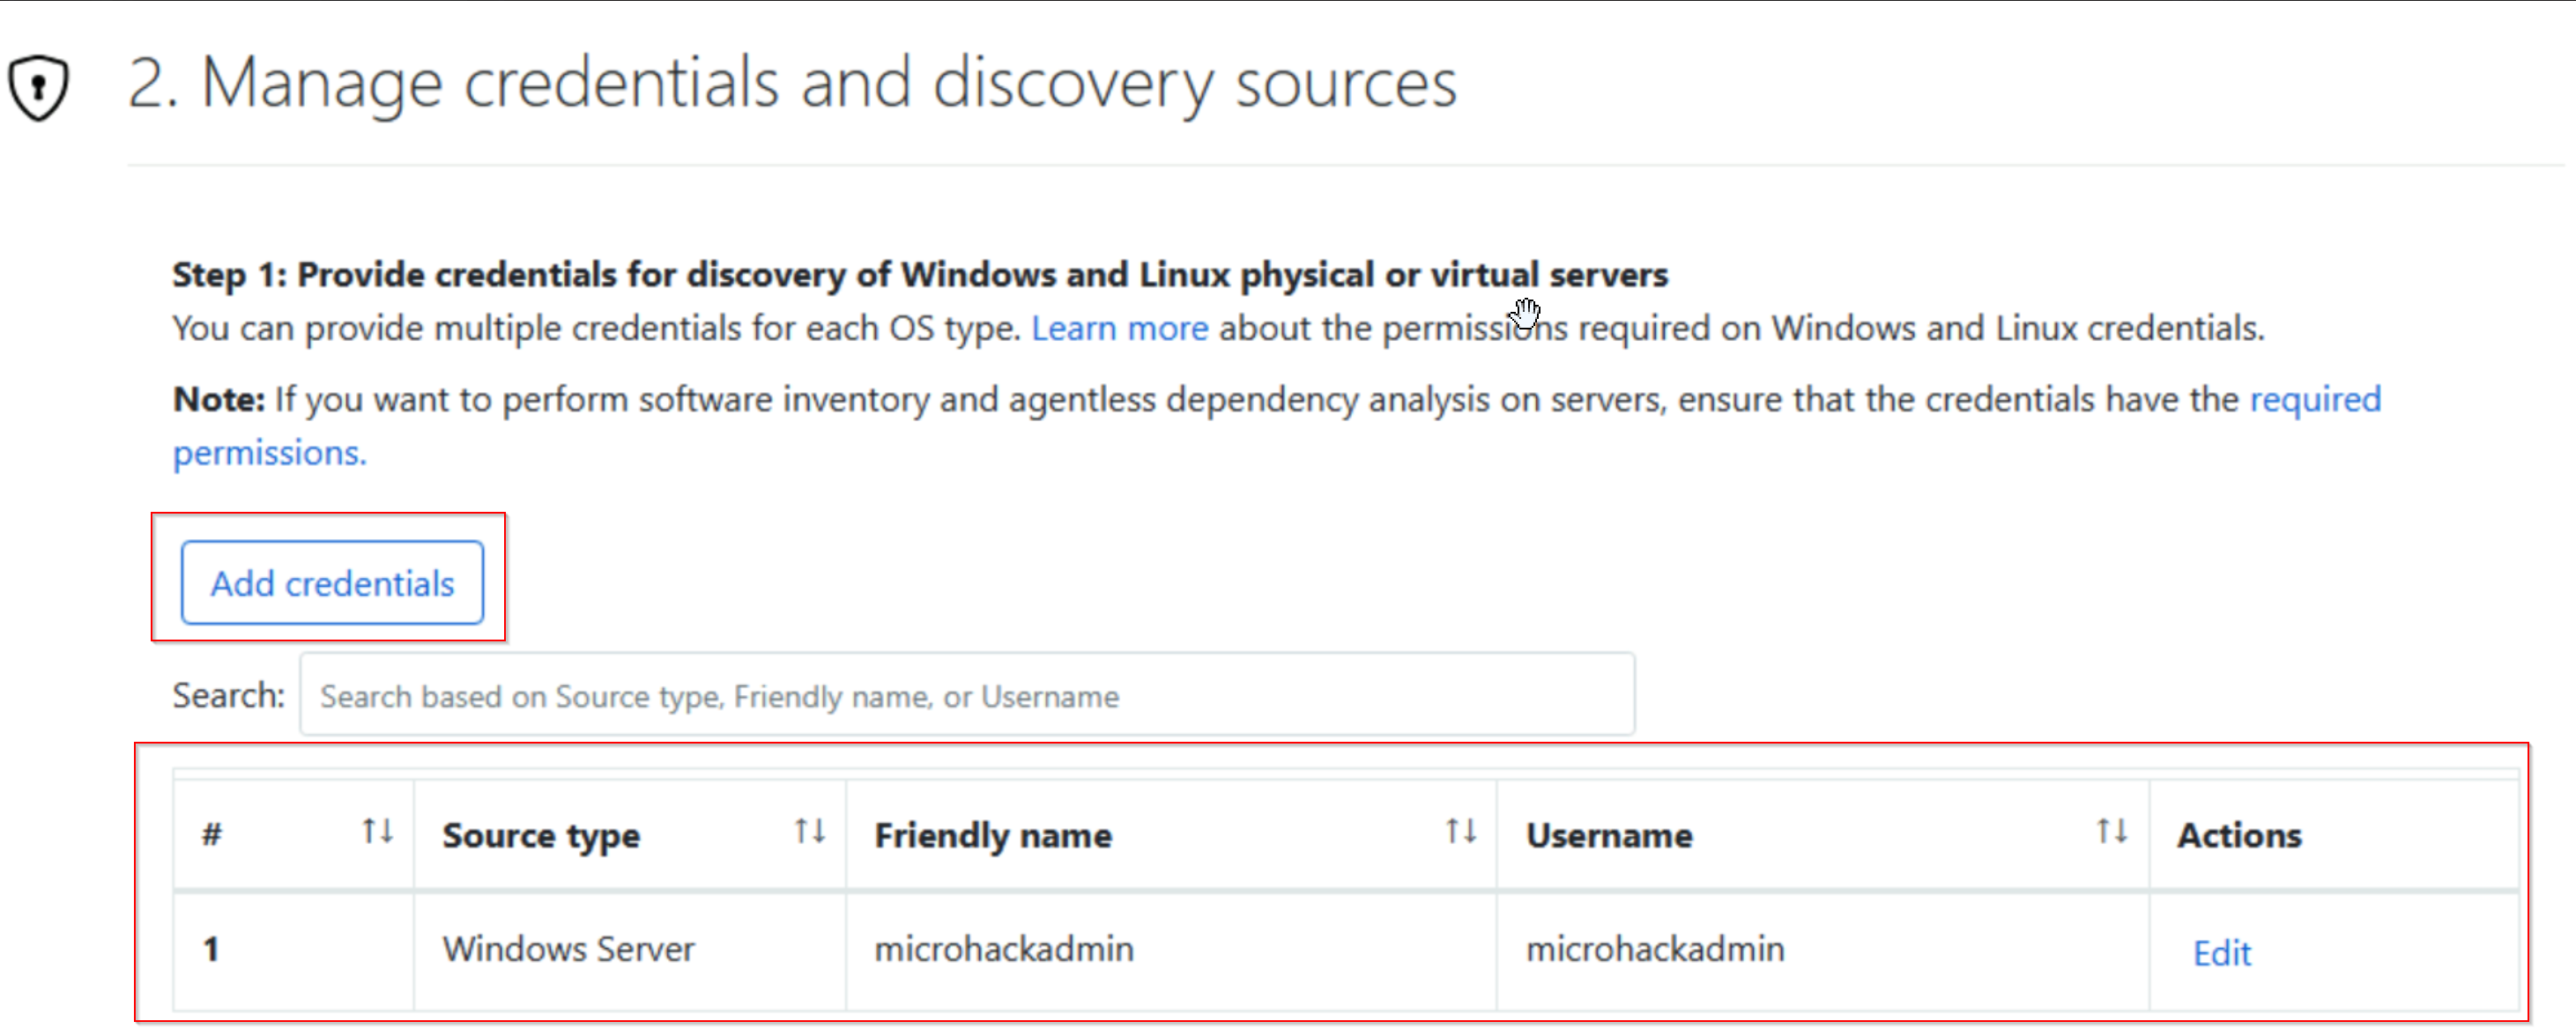 2. Manage credentials and discovery sources
Step 1: Provide credentials for discovery of Windows and Linux physical or virtual servers
You can provide multiple credentials for each OS type. Learn more about the permissions required on Windows and Linux credentials.
Note: If you want to perform software inventory and agentless dependency analysis on servers, ensure that the credentials have the required
permissions.
Add credentials
Search: Search based on Source type, Friendly name, or Username
# ↑↓ Source type ↑↓ Friendly name ↑↓ Username ↑↓ Actions
1 Windows Server microhackadmin microhackadmin Edit